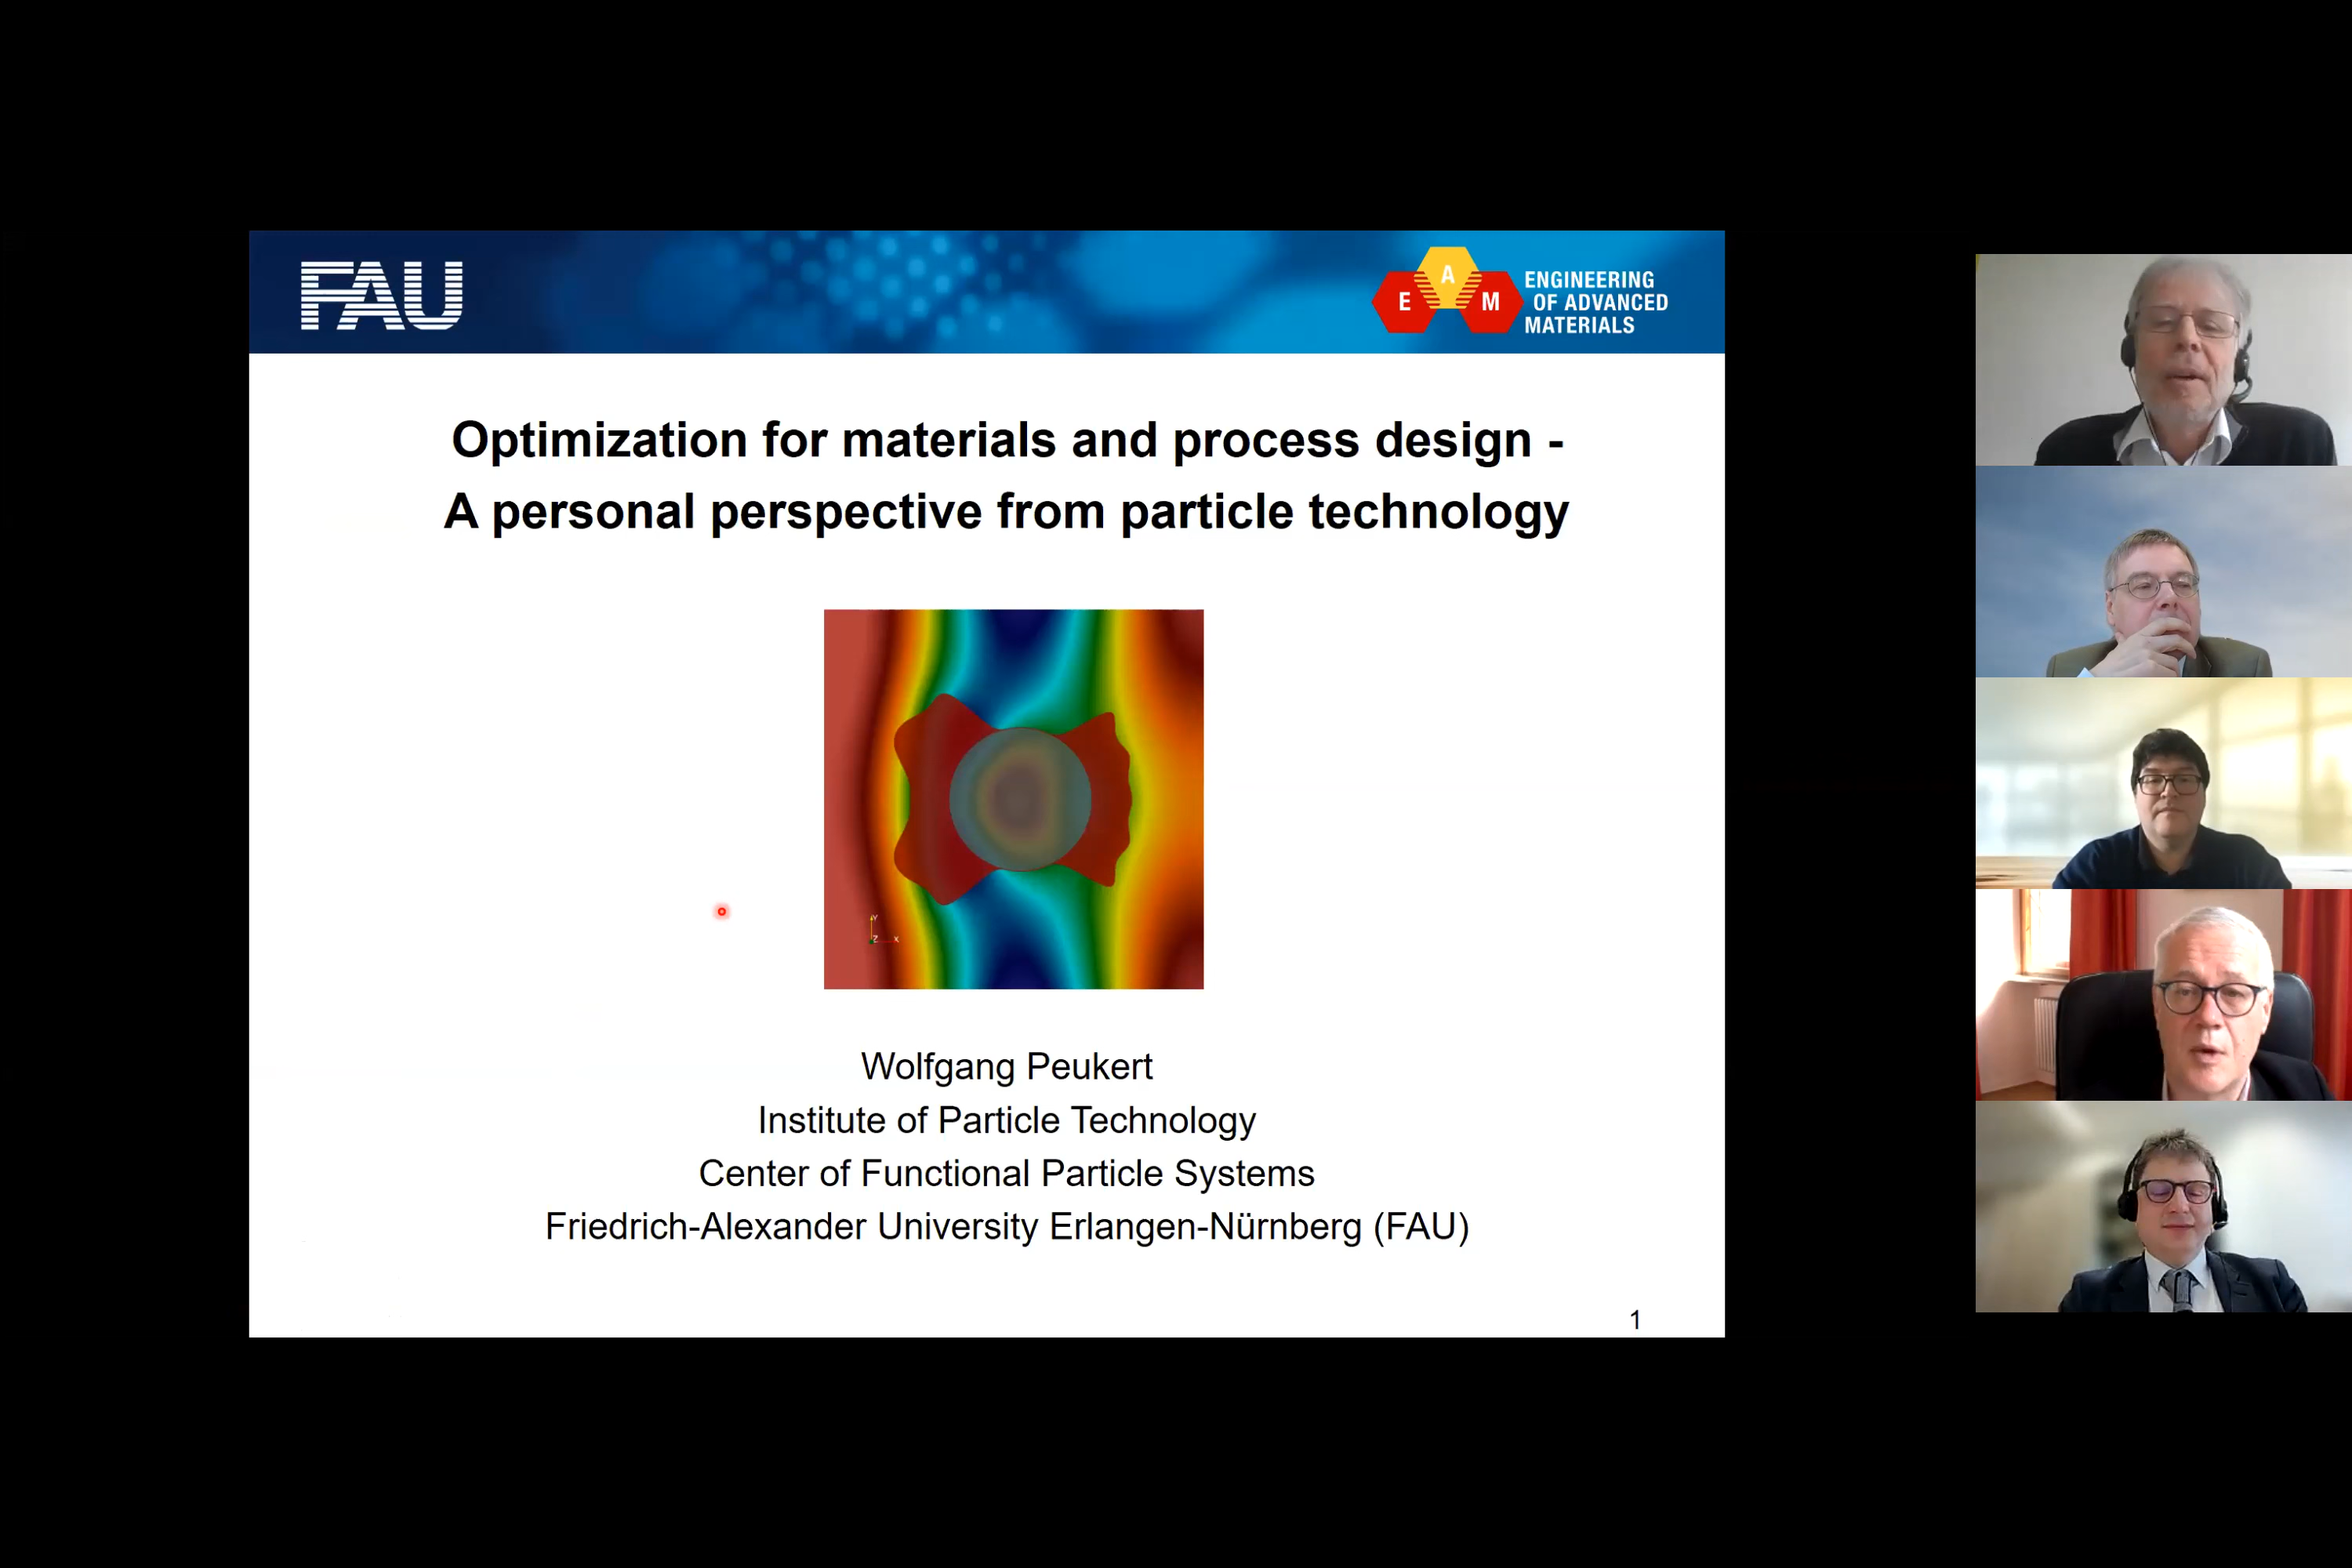 FAU
E A M
ENGINEERING
OF ADVANCED
MATERIALS
Optimization for materials and process design -
A personal perspective from particle technology
Y
Z X
Wolfgang Peukert
Institute of Particle Technology
Center of Functional Particle Systems
Friedrich-Alexander University Erlangen-Nürnberg (FAU)
1